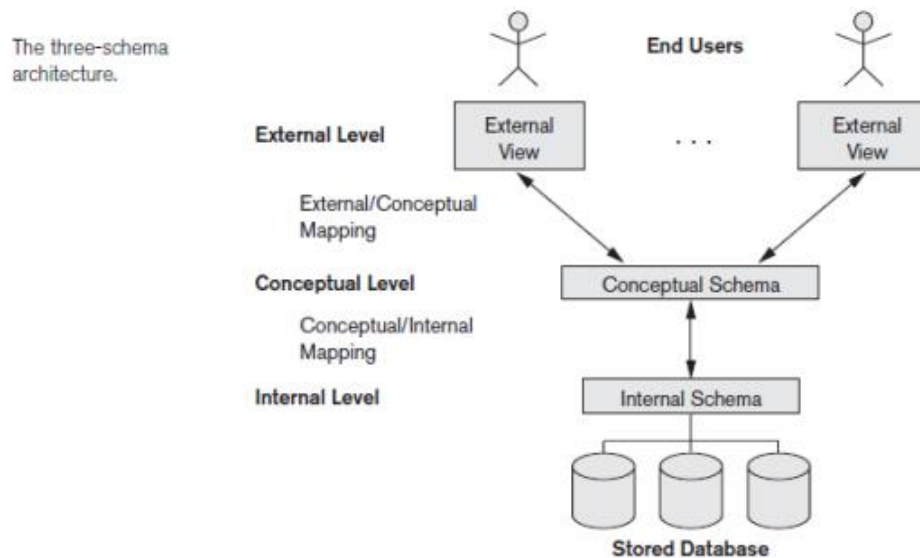 The three-schema
architecture.
End Users
External Level
External
View
. . .
External
View
External/Conceptual
Mapping
Conceptual Level
Conceptual Schema
Conceptual/Internal
Mapping
Internal Level
Internal Schema
Stored Database